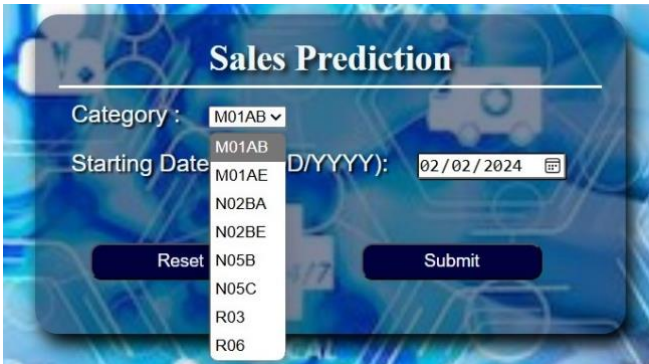 Sales Prediction
Category : M01AB
M01AB
Starting Date D/YYYY): 02/02/2024
M01AE
N02BA
N02BE
Reset N05B Submit
N05C
R03
R06